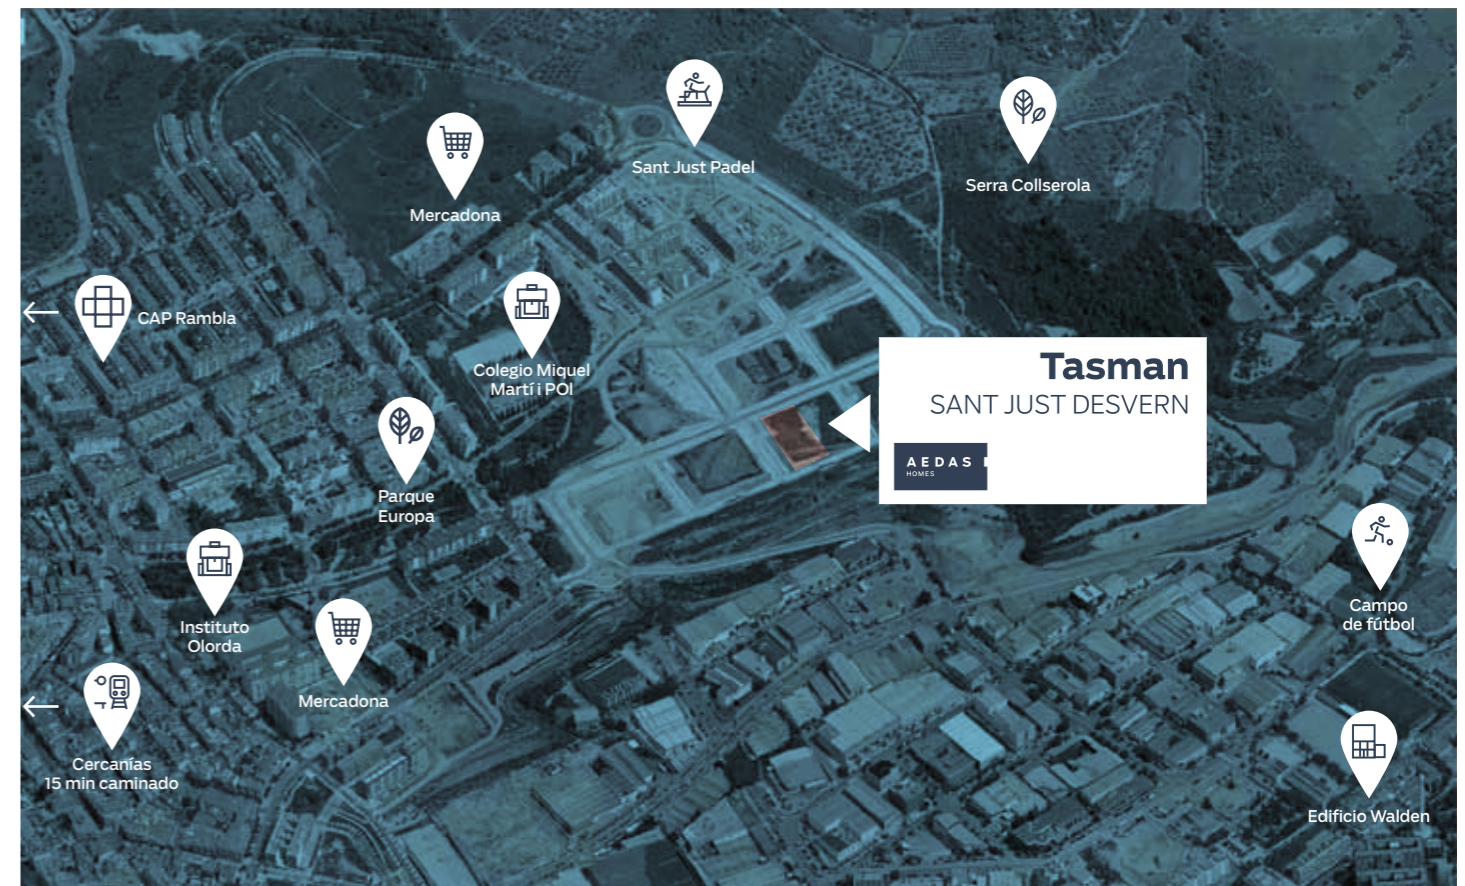 Sant Just Padel
Serra Collserola
Mercadona
CAP Rambla
Colegio Miquel
Martí i POl
Tasman
SANT JUST DESVERN
AEDAS
HOMES
Parque
Europa
Campo
de fútbol
Instituto
Olorda
Mercadona
Cercanías
15 min caminado
Edificio Walden